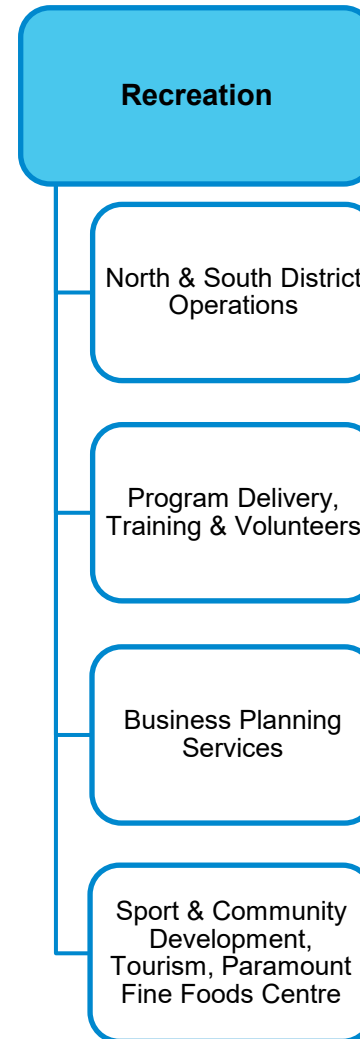 Recreation
North & South District
Operations
Program Delivery,
Training & Volunteers
Business Planning
Services
Sport & Community
Development,
Tourism, Paramount
Fine Foods Centre